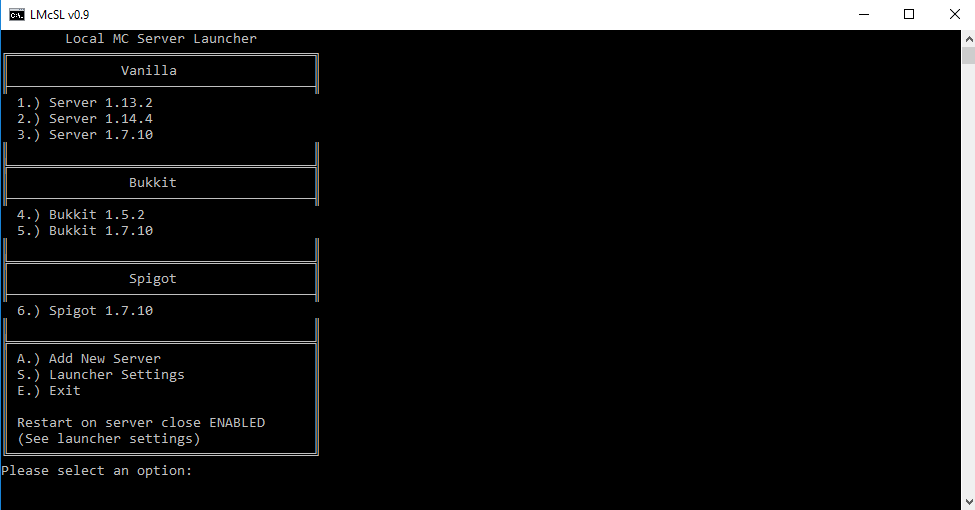 LMcSL v0.9
Local MC Server Launcher
Vanilla
1.) Server 1.13.2
2.) Server 1.14.4
3.) Server 1.7.10
Bukkit
4.) Bukkit 1.5.2
5.) Bukkit 1.7.10
Spigot
6.) Spigot 1.7.10
A.) Add New Server
S.) Launcher Settings
E.) Exit
Restart on server close ENABLED
(See launcher settings)
Please select an option: